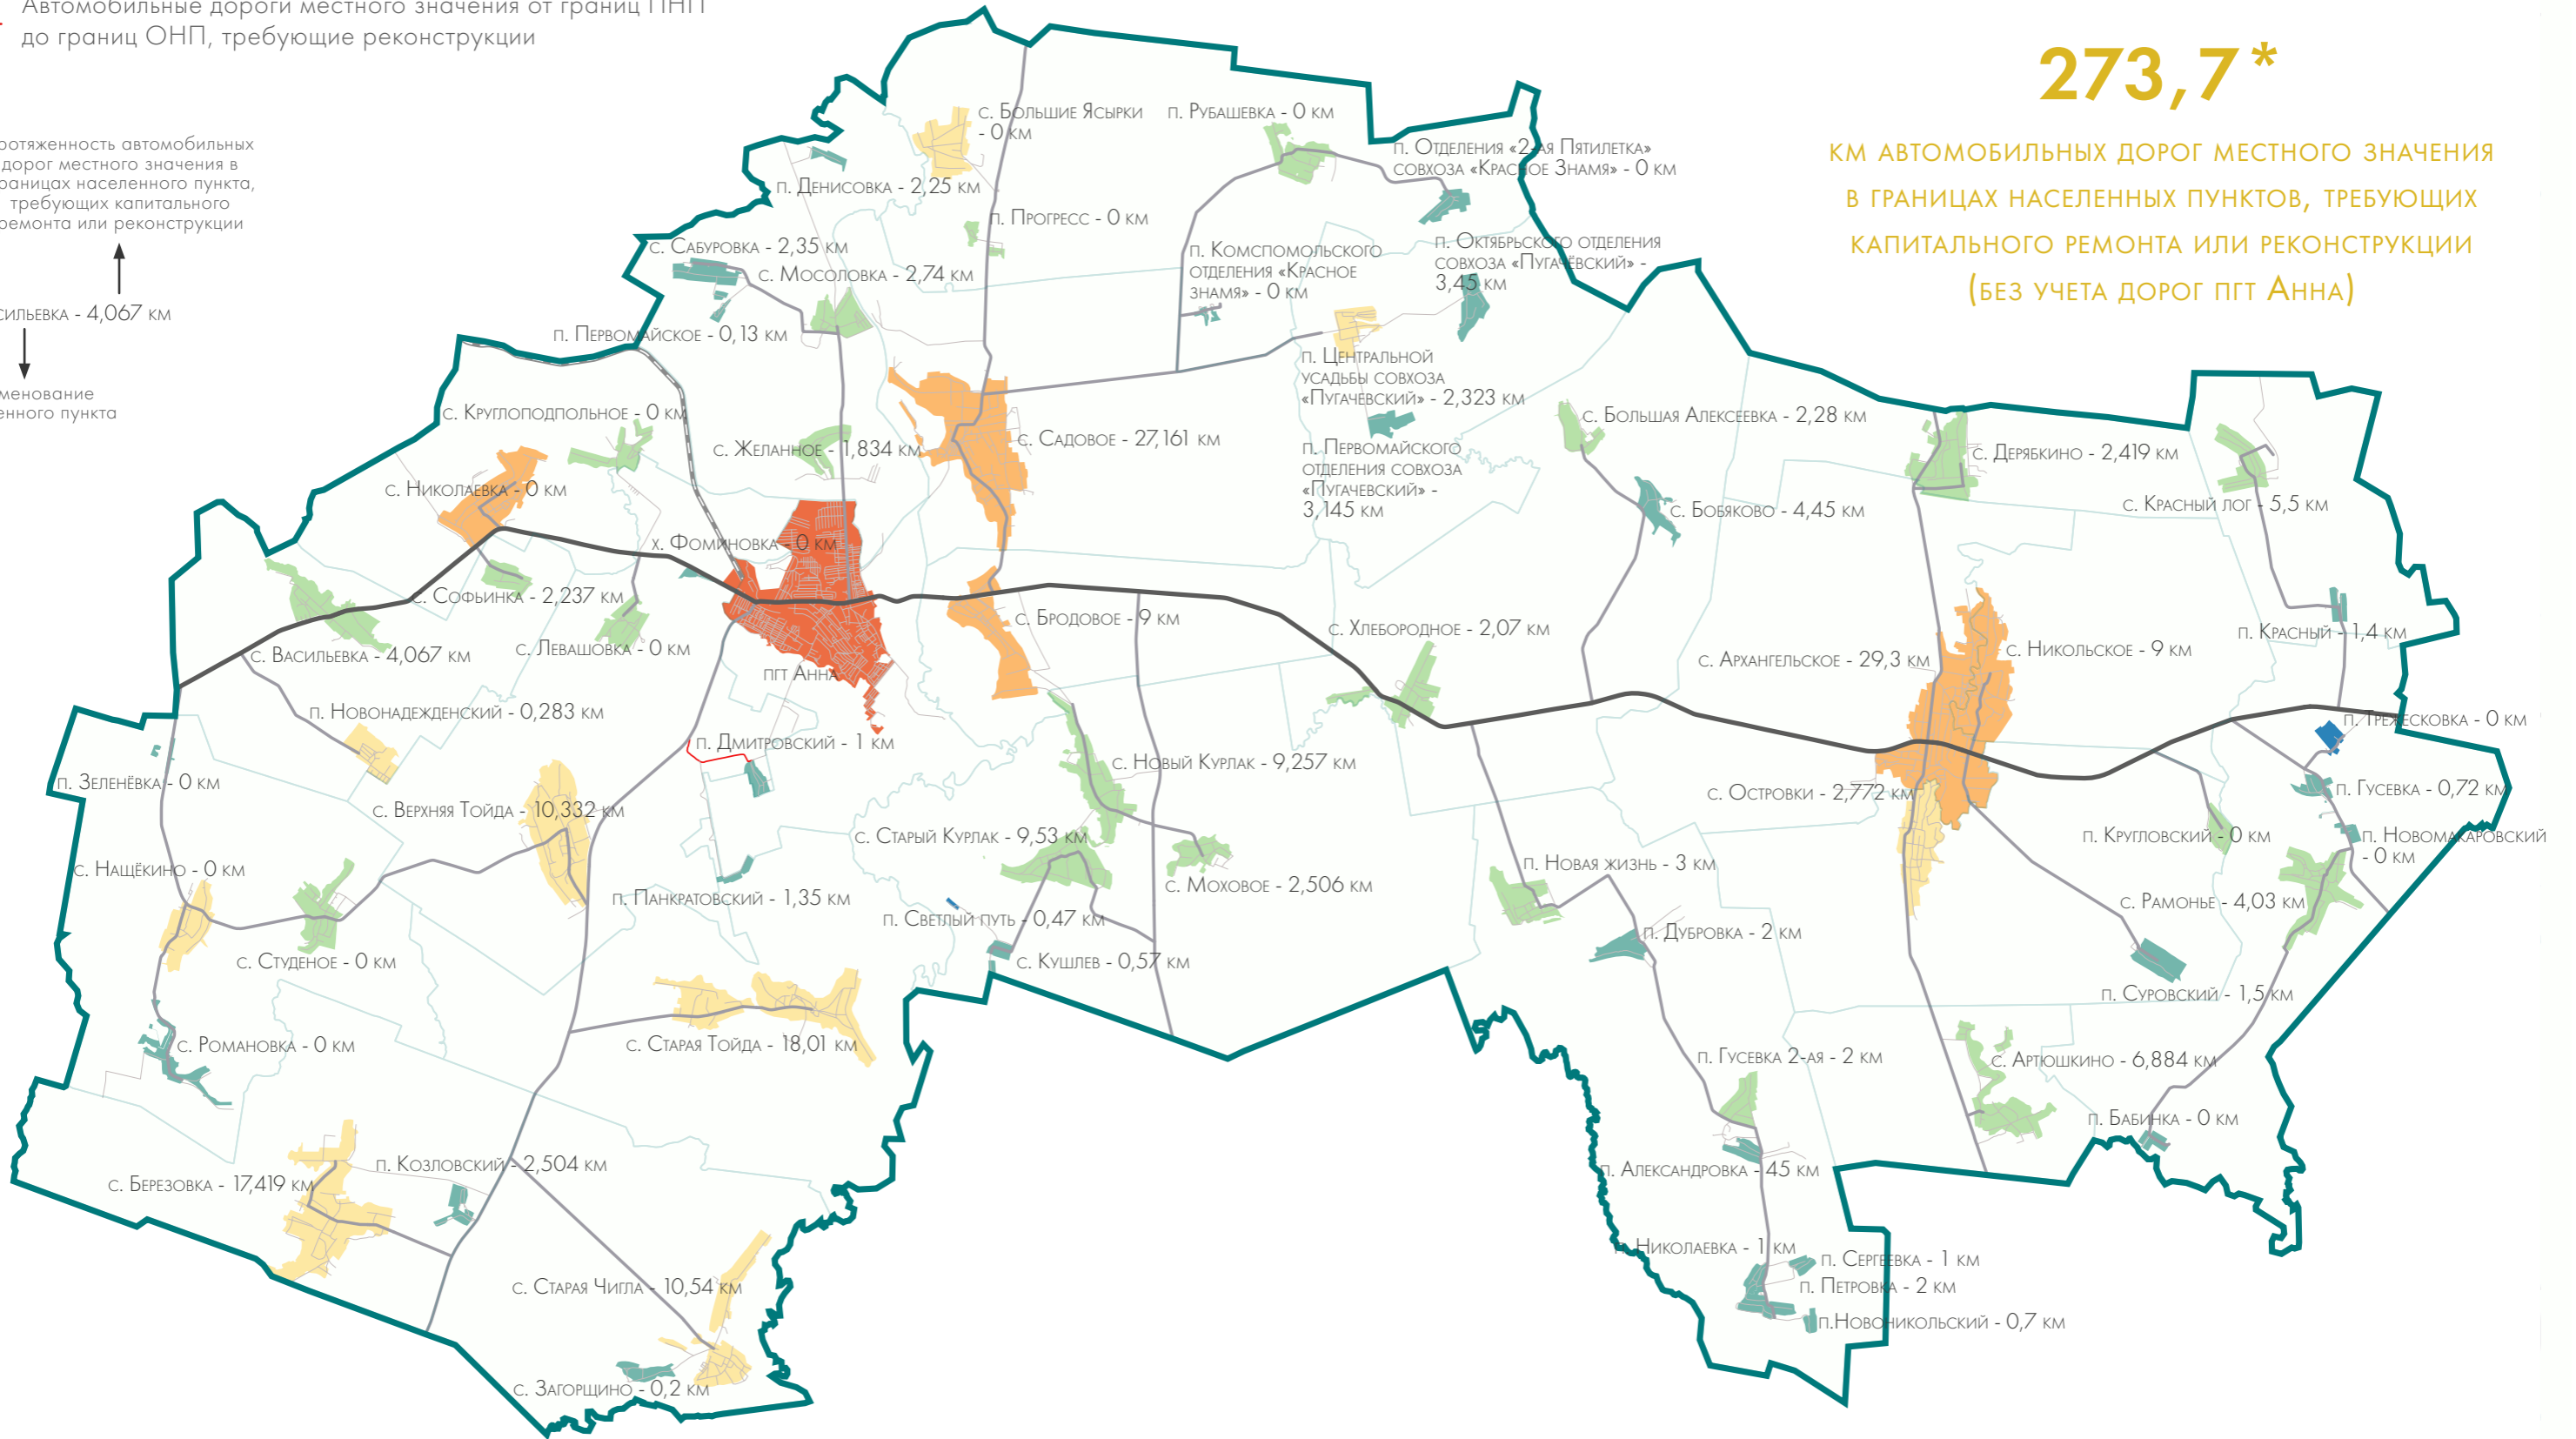 Автомобильные дороги местного значения от границ ПНП
до границ ОНП, требующие реконструкции
273,7*
км автомобильных дорог местного значения
в границах населенных пунктов, требующих
капитального ремонта или реконструкции
(без учета дорог пгт Анна)
ротяженность автомобильных
дорог местного значения в
раницах населенного пункта,
требующих капитального
ремонта или реконструкции
сильевка - 4,067 км
менование
енного пункта
с. Большие Ясырки
- 0 км
п. Рубашевка - 0 км
п. Отделения «2-ая Пятилетка»
совхоза «Красное Знамя» - 0 км
п. Денисовка - 2,25 км
п. Прогресс - 0 км
с. Сабуровка - 2,35 км
с. Мосоловка - 2,74 км
п. Комспомольского
отделения «Красное
знамя» - 0 км
п. Октябрьского отделения
совхоза «Пугачёвский» -
3,45 км
п. Первомайское - 0,13 км
п. Центральной
усадьбы совхоза
«Пугачевский» - 2,323 км
с. Круглоподпольное - 0 км
с. Желанное - 1,834 км
с. Садовое - 27,161 км
п. Первомайского
отделения совхоза
«Пугачевский» -
3,145 км
с. Большая Алексеевка - 2,28 км
с. Дерябкино - 2,419 км
с. Николаевка - 0 км
с. Бобяково - 4,45 км
с. Красный лог - 5,5 км
х. Фоминовка - 0 км
с. Софьинка - 2,237 км
с. Левашовка - 0 км
с. Васильевка - 4,067 км
пгт Анна
с. Бродовое - 9 км
с. Хлебородное - 2,07 км
с. Архангельское - 29,3 км
с. Никольское - 9 км
п. Красный - 1,4 км
п. Новонадежденский - 0,283 км
п. Дмитровский - 1 км
с. Новый Курлак - 9,257 км
п. Трехесковка - 0 км
п. Зеленёвка - 0 км
с. Верхняя Тойда - 10,332 км
с. Островки - 2,772 км
п. Гусевка - 0,72 км
с. Старый Курлак - 9,53 км
п. Кругловский - 0 км
п. Новомакаровский
- 0 км
с. Нащёкино - 0 км
п. Панкратовский - 1,35 км
с. Моховое - 2,506 км
п. Новая жизнь - 3 км
с. Рамонье - 4,03 км
п. Светлый путь - 0,47 км
п. Дубровка - 2 км
с. Студеное - 0 км
с. Кушлев - 0,57 км
п. Суровский - 1,5 км
с. Романовка - 0 км
с. Старая Тойда - 18,01 км
п. Гусевка 2-ая - 2 км
с. Артюшкино - 6,884 км
п. Бабинка - 0 км
с. Березовка - 17,419 км
п. Козловский - 2,504 км
п. Александровка - 45 км
п. Николаевка - 1 км
п. Сергеевка - 1 км
п. Петровка - 2 км
с. Старая Чигла - 10,54 км
п.Новоникольский - 0,7 км
с. Загорщино - 0,2 км